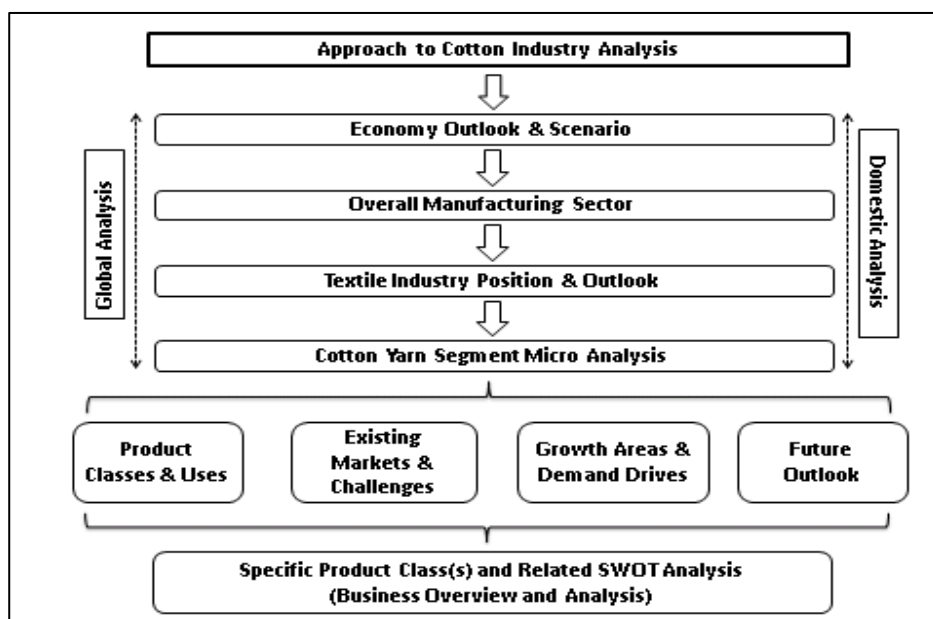 Approach to Cotton Industry Analysis
Economy Outlook & Scenario
Overall Manufacturing Sector
Textile Industry Position & Outlook
Cotton Yarn Segment Micro Analysis
Global Analysis
Domestic Analysis
Product
Classes & Uses
Existing
Markets &
Challenges
Growth Areas &
Demand Drives
Future
Outlook
Specific Product Class(s) and Related SWOT Analysis
(Business Overview and Analysis)